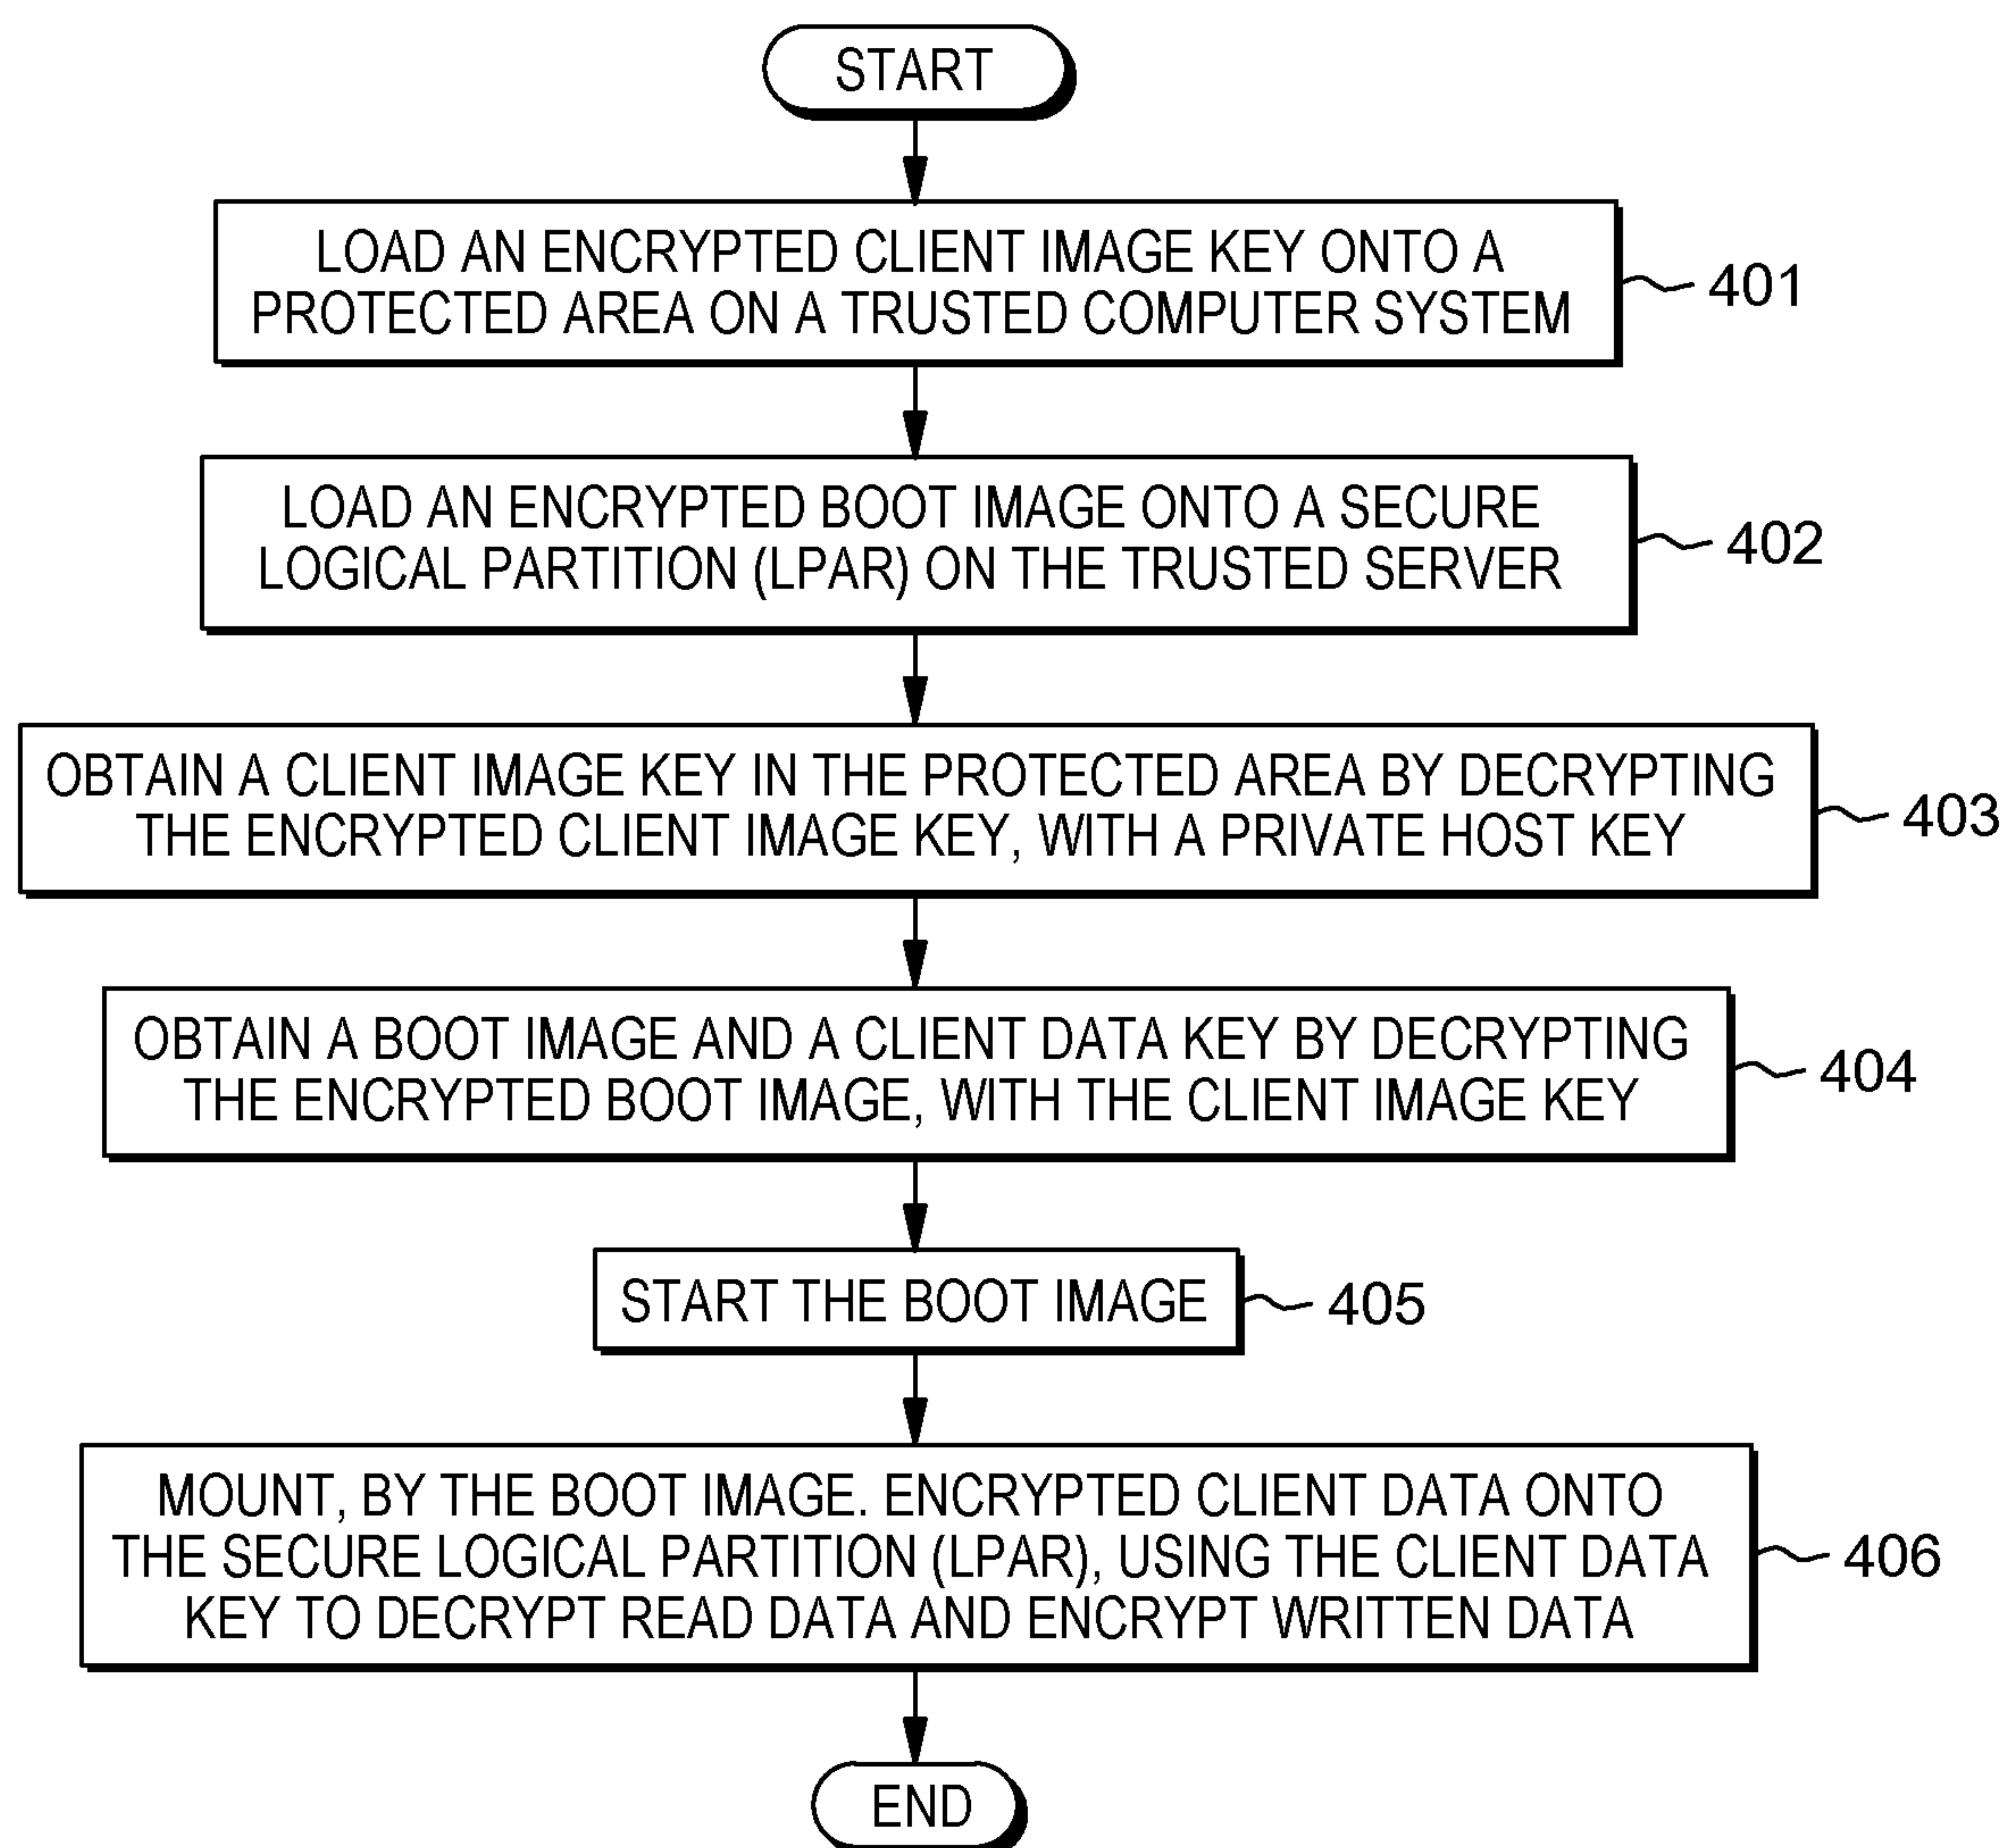 START
LOAD AN ENCRYPTED CLIENT IMAGE KEY ONTO A
PROTECTED AREA ON A TRUSTED COMPUTER SYSTEM
401
LOAD AN ENCRYPTED BOOT IMAGE ONTO A SECURE
LOGICAL PARTITION (LPAR) ON THE TRUSTED SERVER
402
OBTAIN A CLIENT IMAGE KEY IN THE PROTECTED AREA BY DECRYPTING
THE ENCRYPTED CLIENT IMAGE KEY, WITH A PRIVATE HOST KEY
403
OBTAIN A BOOT IMAGE AND A CLIENT DATA KEY BY DECRYPTING
THE ENCRYPTED BOOT IMAGE, WITH THE CLIENT IMAGE KEY
404
START THE BOOT IMAGE
405
MOUNT, BY THE BOOT IMAGE. ENCRYPTED CLIENT DATA ONTO
THE SECURE LOGICAL PARTITION (LPAR), USING THE CLIENT DATA
KEY TO DECRYPT READ DATA AND ENCRYPT WRITTEN DATA
406
END